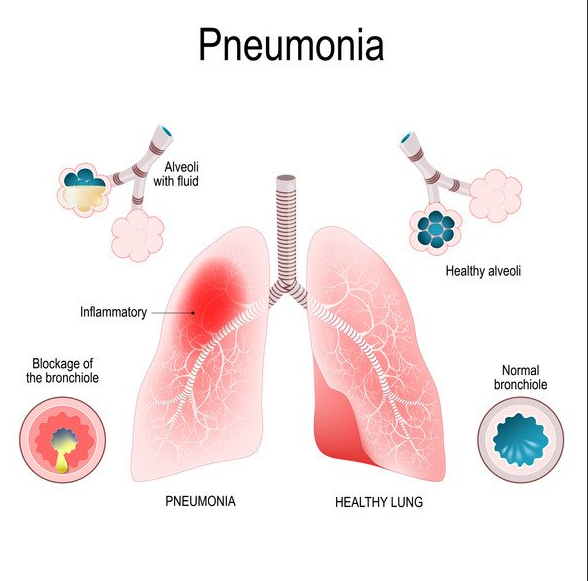 Pneumonia
Alveoli
with fluid
Healthy alveoli
Inflammatory
Blockage of
the bronchiole
Normal
bronchiole
PNEUMONIA
HEALTHY LUNG